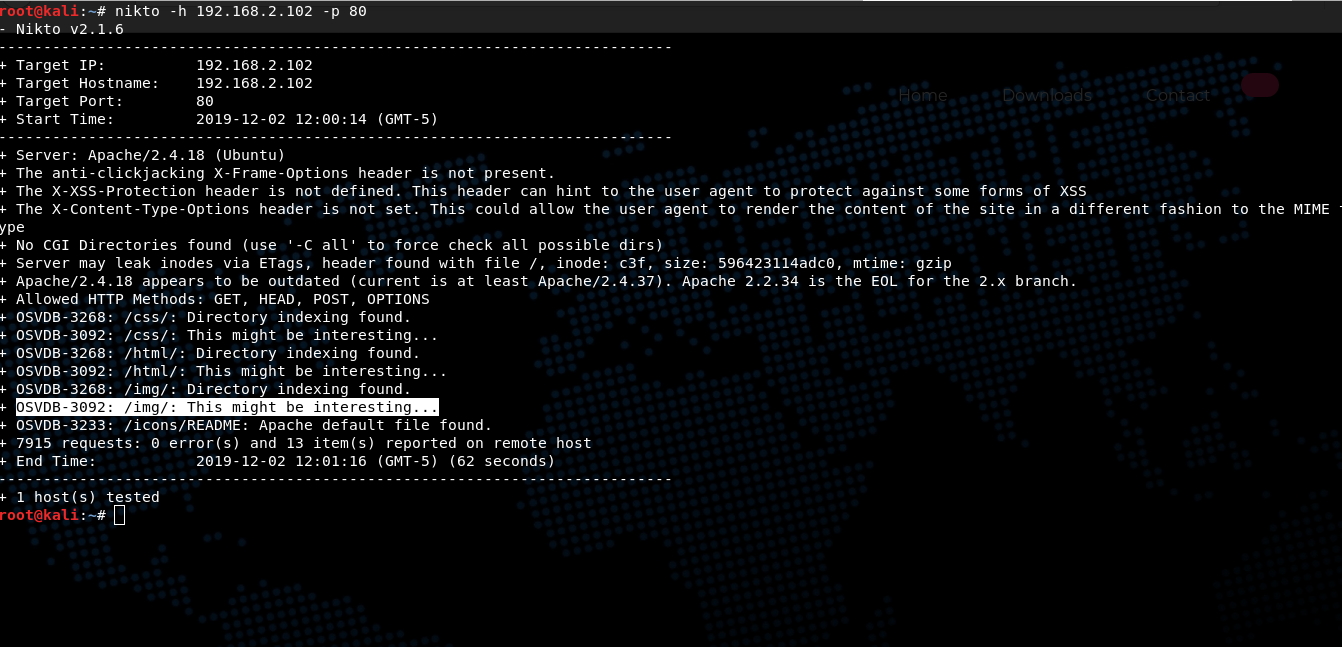 root@kali:~# nikto -h 192.168.2.102 -p 80
- Nikto v2.1.6
---------------------------------------------------------------------------
+ Target IP:          192.168.2.102
+ Target Hostname:    192.168.2.102
+ Target Port:        80
+ Start Time:         2019-12-02 12:00:14 (GMT-5)
---------------------------------------------------------------------------
+ Server: Apache/2.4.18 (Ubuntu)
+ The anti-clickjacking X-Frame-Options header is not present.
+ The X-XSS-Protection header is not defined. This header can hint to the user agent to protect against some forms of XSS
+ The X-Content-Type-Options header is not set. This could allow the user agent to render the content of the site in a different fashion to the MIME t
ype
+ No CGI Directories found (use '-C all' to force check all possible dirs)
+ Server may leak inodes via ETags, header found with file /, inode: c3f, size: 596423114adc0, mtime: gzip
+ Apache/2.4.18 appears to be outdated (current is at least Apache/2.4.37). Apache 2.2.34 is the EOL for the 2.x branch.
+ Allowed HTTP Methods: GET, HEAD, POST, OPTIONS
+ OSVDB-3268: /css/: Directory indexing found.
+ OSVDB-3092: /css/: This might be interesting...
+ OSVDB-3268: /html/: Directory indexing found.
+ OSVDB-3092: /html/: This might be interesting...
+ OSVDB-3268: /img/: Directory indexing found.
+ OSVDB-3092: /img/: This might be interesting...
+ OSVDB-3233: /icons/README: Apache default file found.
+ 7915 requests: 0 error(s) and 13 item(s) reported on remote host
+ End Time:           2019-12-02 12:01:16 (GMT-5) (62 seconds)
---------------------------------------------------------------------------
+ 1 host(s) tested
root@kali:~#
Home Downloads Contact